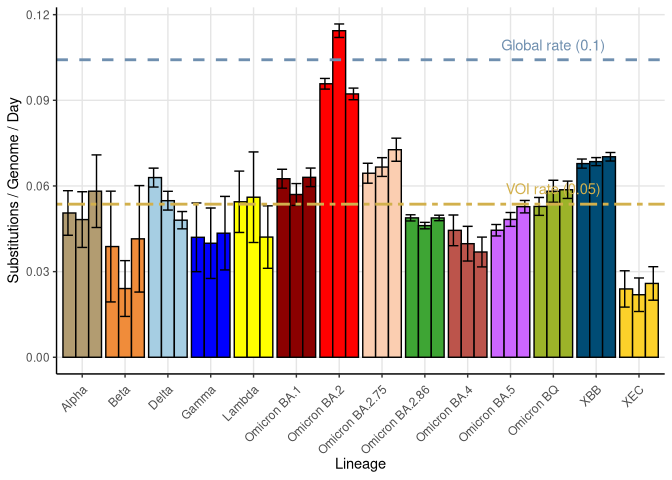 0.12
0.09
0.06
0.03
0.00
Substitutions / Genome / Day
Global rate (0.1)
VOI rate (0.05)
Alpha
Beta
Delta
Gamma
Lambda
Omicron BA.1
Omicron BA.2
Omicron BA.2.75
Omicron BA.2.86
Omicron BA.4
Omicron BA.5
Omicron BQ
XBB
XEC
Lineage